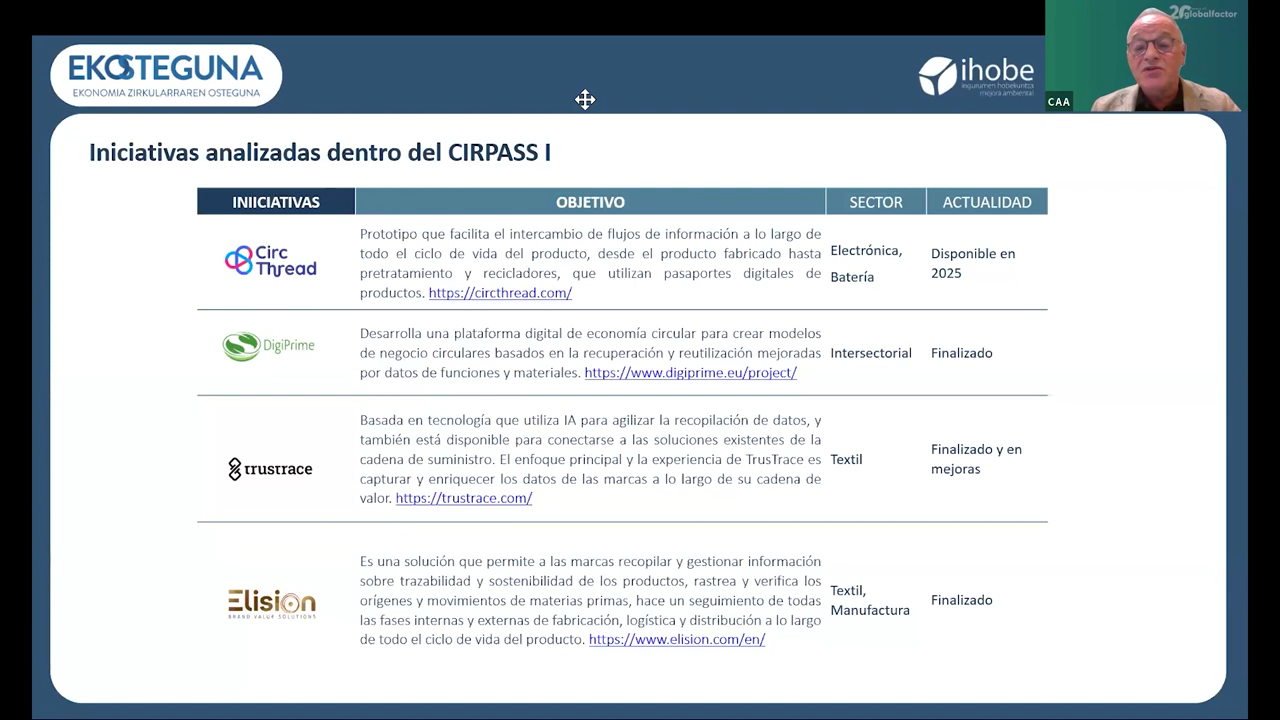 EKOSTEGUNA
EKONOMIA ZIRKULARRAREN OSTEGUNA
ihobe
ingurumen hobekuntza
mejora ambiental
20 globalfactor
CAA
Iniciativas analizadas dentro del CIRPASS I
INIICIATIVAS OBJETIVO SECTOR ACTUALIDAD
Circ
Thread
Prototipo que facilita el intercambio de flujos de información a lo largo de
todo el ciclo de vida del producto, desde el producto fabricado hasta
pretratamiento y recicladores, que utilizan pasaportes digitales de
productos. https://circthread.com/
Electrónica,
Batería
Disponible en
2025
DigiPrime
Desarrolla una plataforma digital de economía circular para crear modelos
de negocio circulares basados en la recuperación y reutilización mejoradas
por datos de funciones y materiales. https://www.digiprime.eu/project/
Intersectorial
Finalizado
trustrace
Basada en tecnología que utiliza IA para agilizar la recopilación de datos, y
también está disponible para conectarse a las soluciones existentes de la
cadena de suministro. El enfoque principal y la experiencia de TrusTrace es
capturar y enriquecer los datos de las marcas a lo largo de su cadena de
valor. https://trustrace.com/
Textil
Finalizado y en
mejoras
Elision
BRAND VALUE SOLUTIONS
Es una solución que permite a las marcas recopilar y gestionar información
sobre trazabilidad y sostenibilidad de los productos, rastrea y verifica los
orígenes y movimientos de materias primas, hace un seguimiento de todas
las fases internas y externas de fabricación, logística y distribución a lo largo
de todo el ciclo de vida del producto. https://www.elision.com/en/
Textil,
Manufactura
Finalizado